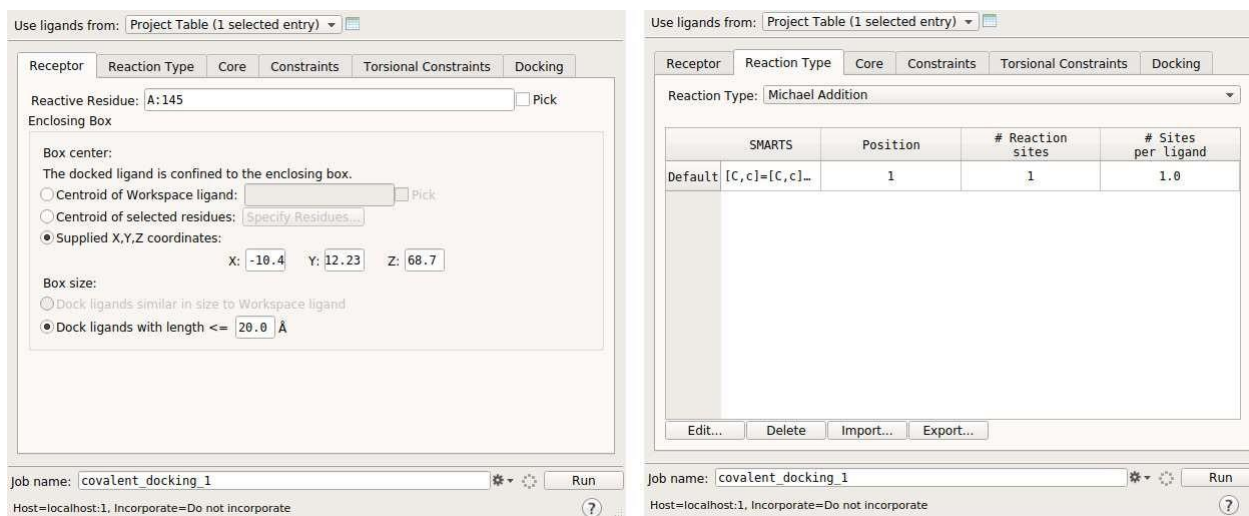 Use ligands from: Project Table (1 selected entry)
Receptor Reaction Type Core Constraints Torsional Constraints Docking
Reactive Residue: A:145 Pick
Enclosing Box
Box center:
The docked ligand is confined to the enclosing box.
Centroid of Workspace ligand: Pick
Centroid of selected residues: Specify Residues...
Supplied X,Y,Z coordinates:
X: -10.4 Y: 12.23 Z: 68.7
Box size:
Dock ligands similar in size to Workspace ligand
Dock ligands with length <= 20.0 Å
Job name: covalent_docking_1 Run
Host=localhost:1, Incorporate=Do not incorporate ?
Use ligands from: Project Table (1 selected entry)
Receptor Reaction Type Core Constraints Torsional Constraints Docking
Reaction Type: Michael Addition
SMARTS Position # Reaction sites # Sites per ligand
Default [C,c]=[C,c]... 1 1 1.0
Edit... Delete Import... Export...
Job name: covalent_docking_1 Run
Host=localhost:1, Incorporate=Do not incorporate ?